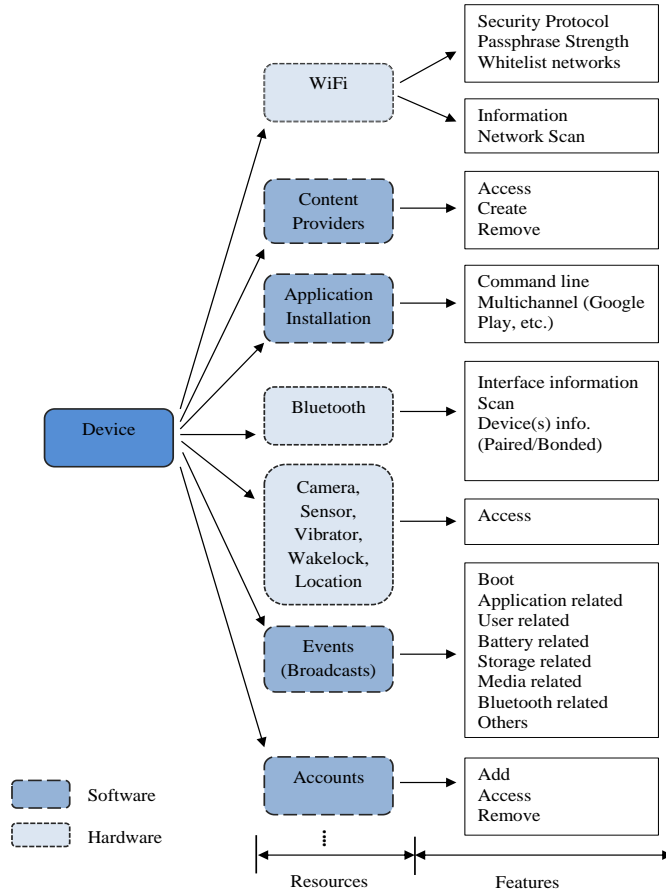 Security Protocol
Passphrase Strength
Whitelist networks
WiFi
Information
Network Scan
Content
Providers
Access
Create
Remove
Application
Installation
Command line
Multichannel (Google
Play, etc.)
Device
Bluetooth
Interface information
Scan
Device(s) info.
(Paired/Bonded)
Camera,
Sensor,
Vibrator,
Wakelock,
Location
Access
Events
(Broadcasts)
Boot
Application related
User related
Battery related
Storage related
Media related
Bluetooth related
Others
Accounts
Add
Access
Remove
Software
Hardware
Resources
Features